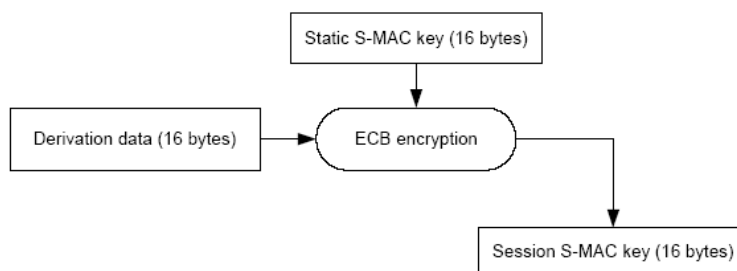 Static S-MAC key (16 bytes)
Derivation data (16 bytes)
ECB encryption
Session S-MAC key (16 bytes)